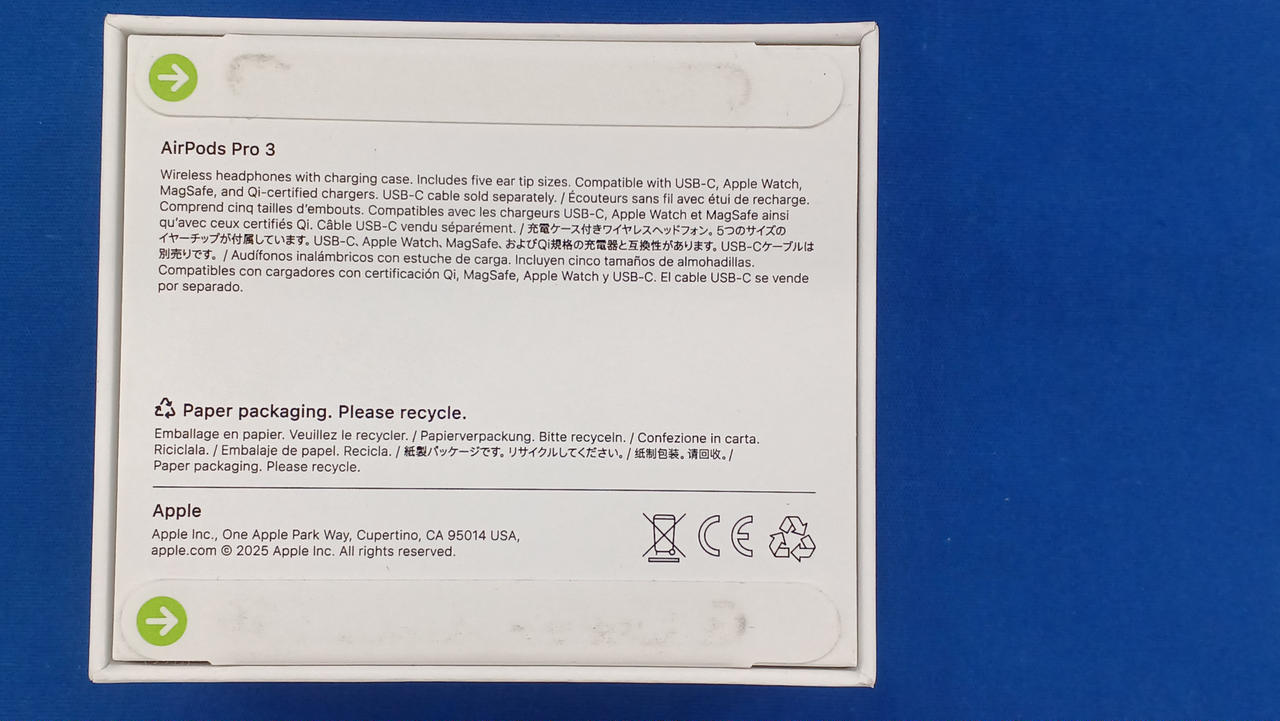 AirPods Pro 3
Wireless headphones with charging case. Includes five ear tip sizes. Compatible with USB-C, Apple Watch,
MagSafe, and Qi-certified chargers. USB-C cable sold separately. / Écouteurs sans fil avec étui de recharge.
Comprend cinq tailles d’embouts. Compatibles avec les chargeurs USB-C, Apple Watch et MagSafe ainsi
qu’avec ceux certifiés Qi. Câble USB-C vendu séparément. / 充電ケース付きワイヤレスヘッドフォン。5つのサイズの
イヤーチップが付属しています。USB-C、Apple Watch、MagSafe、およびQi規格の充電器と互換性があります。USB-Cケーブルは
別売りです。 / Audífonos inalámbricos con estuche de carga. Incluyen cinco tamaños de almohadillas.
Compatibles con cargadores con certificación Qi, MagSafe, Apple Watch y USB-C. El cable USB-C se vende
por separado.
Paper packaging. Please recycle.
Emballage en papier. Veuillez le recycler. / Papierverpackung. Bitte recyceln. / Confezione in carta.
Riciclala. / Embalaje de papel. Recicla. / 紙製パッケージです。リサイクルしてください。/ 纸制包装。请回收。/
Paper packaging. Please recycle.
Apple
Apple Inc., One Apple Park Way, Cupertino, CA 95014 USA,
apple.com © 2025 Apple Inc. All rights reserved.
CE